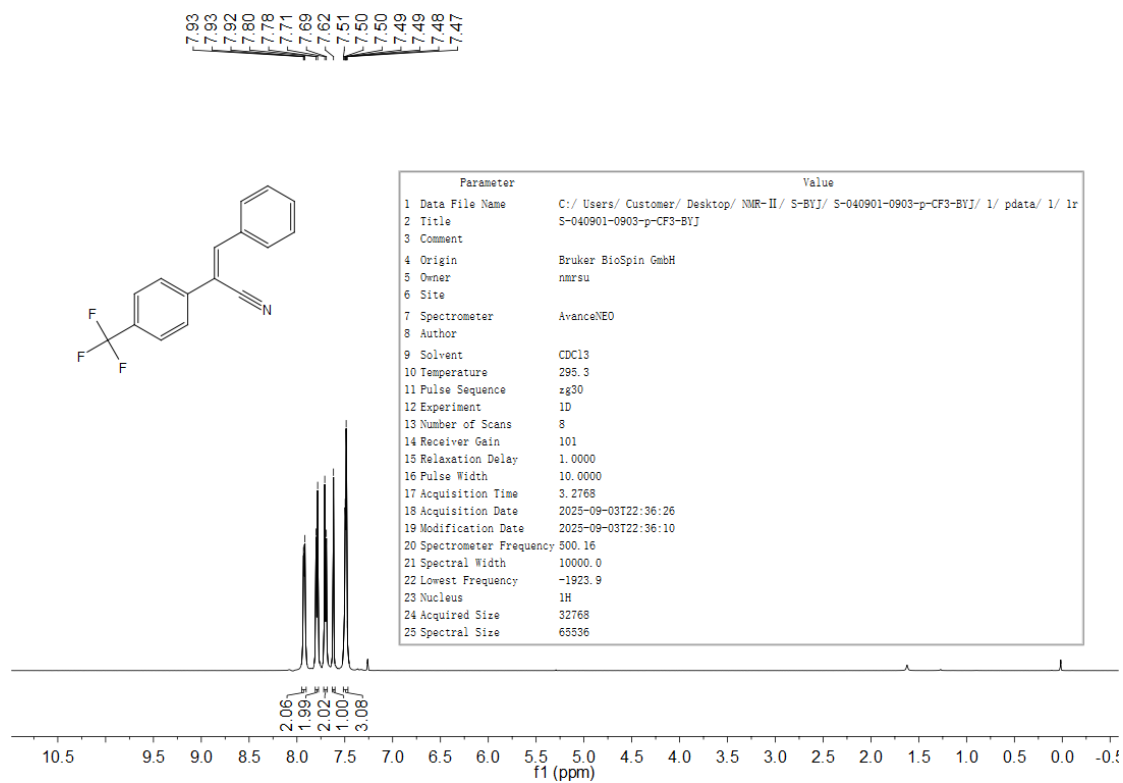 7.93
7.93
7.92
7.80
7.78
7.71
7.69
7.62
7.51
7.50
7.50
7.49
7.49
7.48
7.47
F
F
F
N
Parameter Value
1 Data File Name C:/ Users/ Customer/ Desktop/ NMR-II/ S-BYJ/ S-040901-0903-p-CF3-BYJ/ 1/ pdata/ 1/ 1r
2 Title S-040901-0903-p-CF3-BYJ
3 Comment
4 Origin Bruker BioSpin GmbH
5 Owner nmrsu
6 Site
7 Spectrometer AvanceNEO
8 Author
9 Solvent CDCl3
10 Temperature 295.3
11 Pulse Sequence zg30
12 Experiment 1D
13 Number of Scans 8
14 Receiver Gain 101
15 Relaxation Delay 1.0000
16 Pulse Width 10.0000
17 Acquisition Time 3.2768
18 Acquisition Date 2025-09-03T22:36:26
19 Modification Date 2025-09-03T22:36:10
20 Spectrometer Frequency 500.16
21 Spectral Width 10000.0
22 Lowest Frequency -1923.9
23 Nucleus 1H
24 Acquired Size 32768
25 Spectral Size 65536
2.06
1.99
2.02
1.00
3.08
10.5 9.5 9.0 8.5 8.0 7.5 7.0 6.5 6.0 5.5 5.0 4.5 4.0 3.5 3.0 2.5 2.0 1.5 1.0 0.5 0.0 -0.5
f1 (ppm)